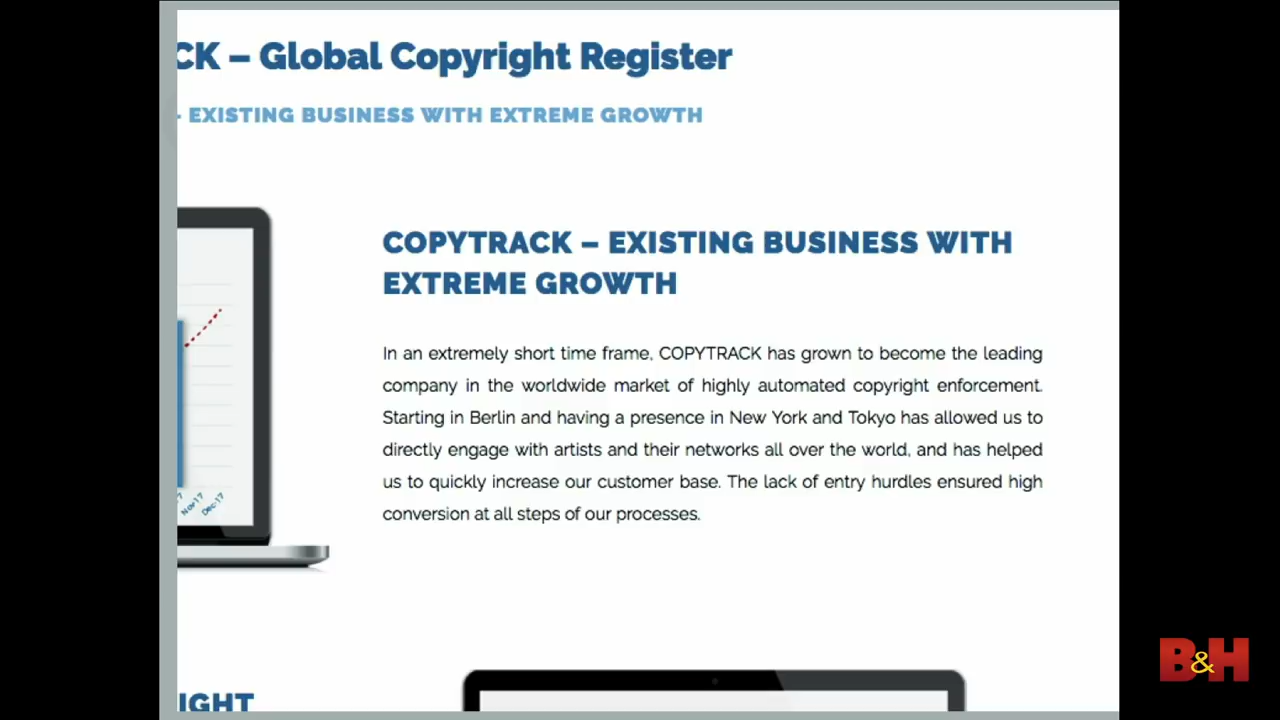 CK – Global Copyright Register
- EXISTING BUSINESS WITH EXTREME GROWTH
COPYTRACK – EXISTING BUSINESS WITH
EXTREME GROWTH
In an extremely short time frame, COPYTRACK has grown to become the leading
company in the worldwide market of highly automated copyright enforcement.
Starting in Berlin and having a presence in New York and Tokyo has allowed us to
directly engage with artists and their networks all over the world, and has helped
us to quickly increase our customer base. The lack of entry hurdles ensured high
conversion at all steps of our processes.
Nov-17
Dec-17
IGHT
B&H